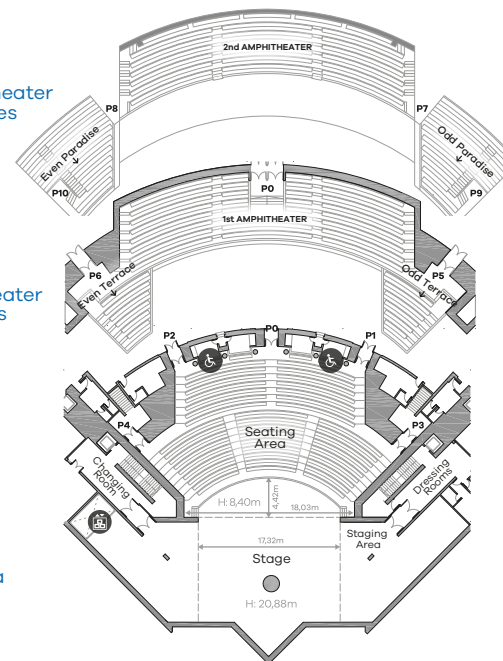 2nd AMPHITHEATER
eater
es
P8
P7
Even Paradise
Odd Paradise
P10
P9
P0
1st AMPHITHEATER
P6
P5
Even Terrace
Odd Terrace
eater
s
P2
P0
P1
P4
P3
Seating
Area
Changing
Room
Dressing
Rooms
H: 8,40m
4,42m
18,03m
17,32m
Staging
Area
Stage
a
H: 20,88m